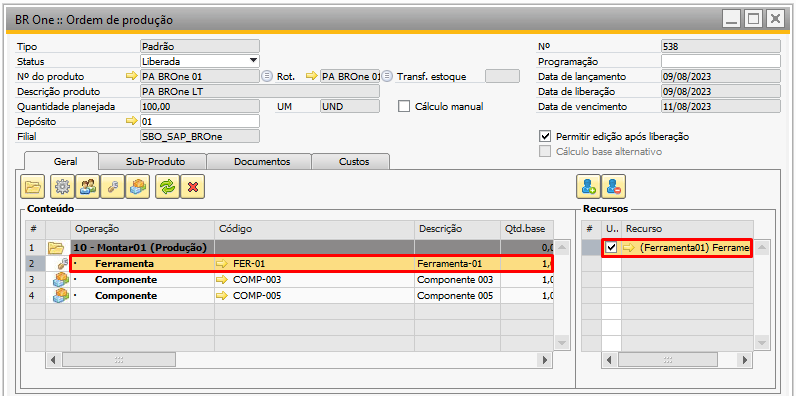 BR One :: Ordem de produção
Tipo Padrão Nº 538
Status Liberada Programação
Nº do produto PA BROne 01 Rot. PA BROne 01 Transf. estoque Data de lançamento 09/08/2023
Descrição produto PA BROne LT Data de liberação 09/08/2023
Quantidade planejada 100,00 UM UND Cálculo manual Data de vencimento 11/08/2023
Depósito 01
Filial SBO_SAP_BROne Permitir edição após liberação
Cálculo base alternativo
Geral Sub-Produto Documentos Custos
Conteúdo Recursos
# Operação Código Descrição Qtd.base # U.. Recurso
1 10 - Montar01 (Produção) 0,0 (Ferramenta01) Ferrame
2 · Ferramenta FER-01 Ferramenta-01 1,0
3 · Componente COMP-003 Componente 003 1,0
4 · Componente COMP-005 Componente 005 1,0